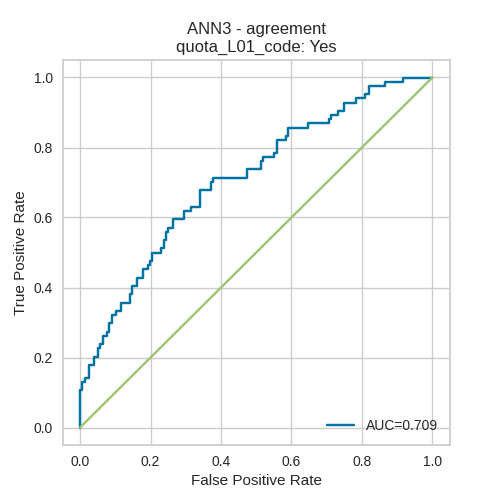 ANN3 - agreement
quota_L01_code: Yes
True Positive Rate
1.0
0.8
0.6
0.4
0.2
0.0
AUC=0.709
0.0 0.2 0.4 0.6 0.8 1.0
False Positive Rate